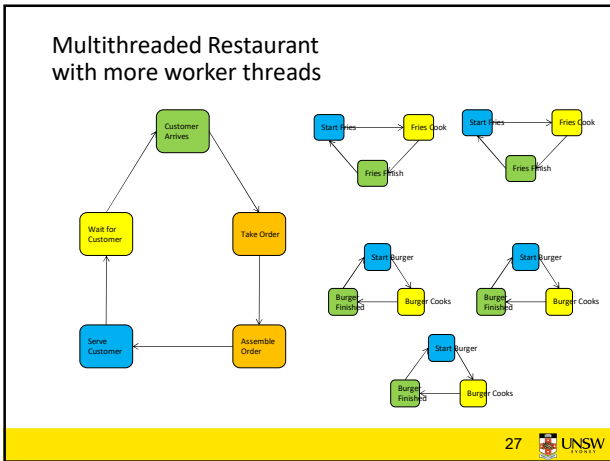 Multithreaded Restaurant
with more worker threads
Customer
Arrives
Wait for
Customer
Take Order
Serve
Customer
Assemble
Order
Start Fries
Fries Cook
Fries Finish
Start Fries
Fries Cook
Fries Finish
Start Burger
Burger
Finished
Burger Cooks
Start Burger
Burger
Finished
Burger Cooks
Start Burger
Burger
Finished
Burger Cooks
27
UNSW
SYDNEY